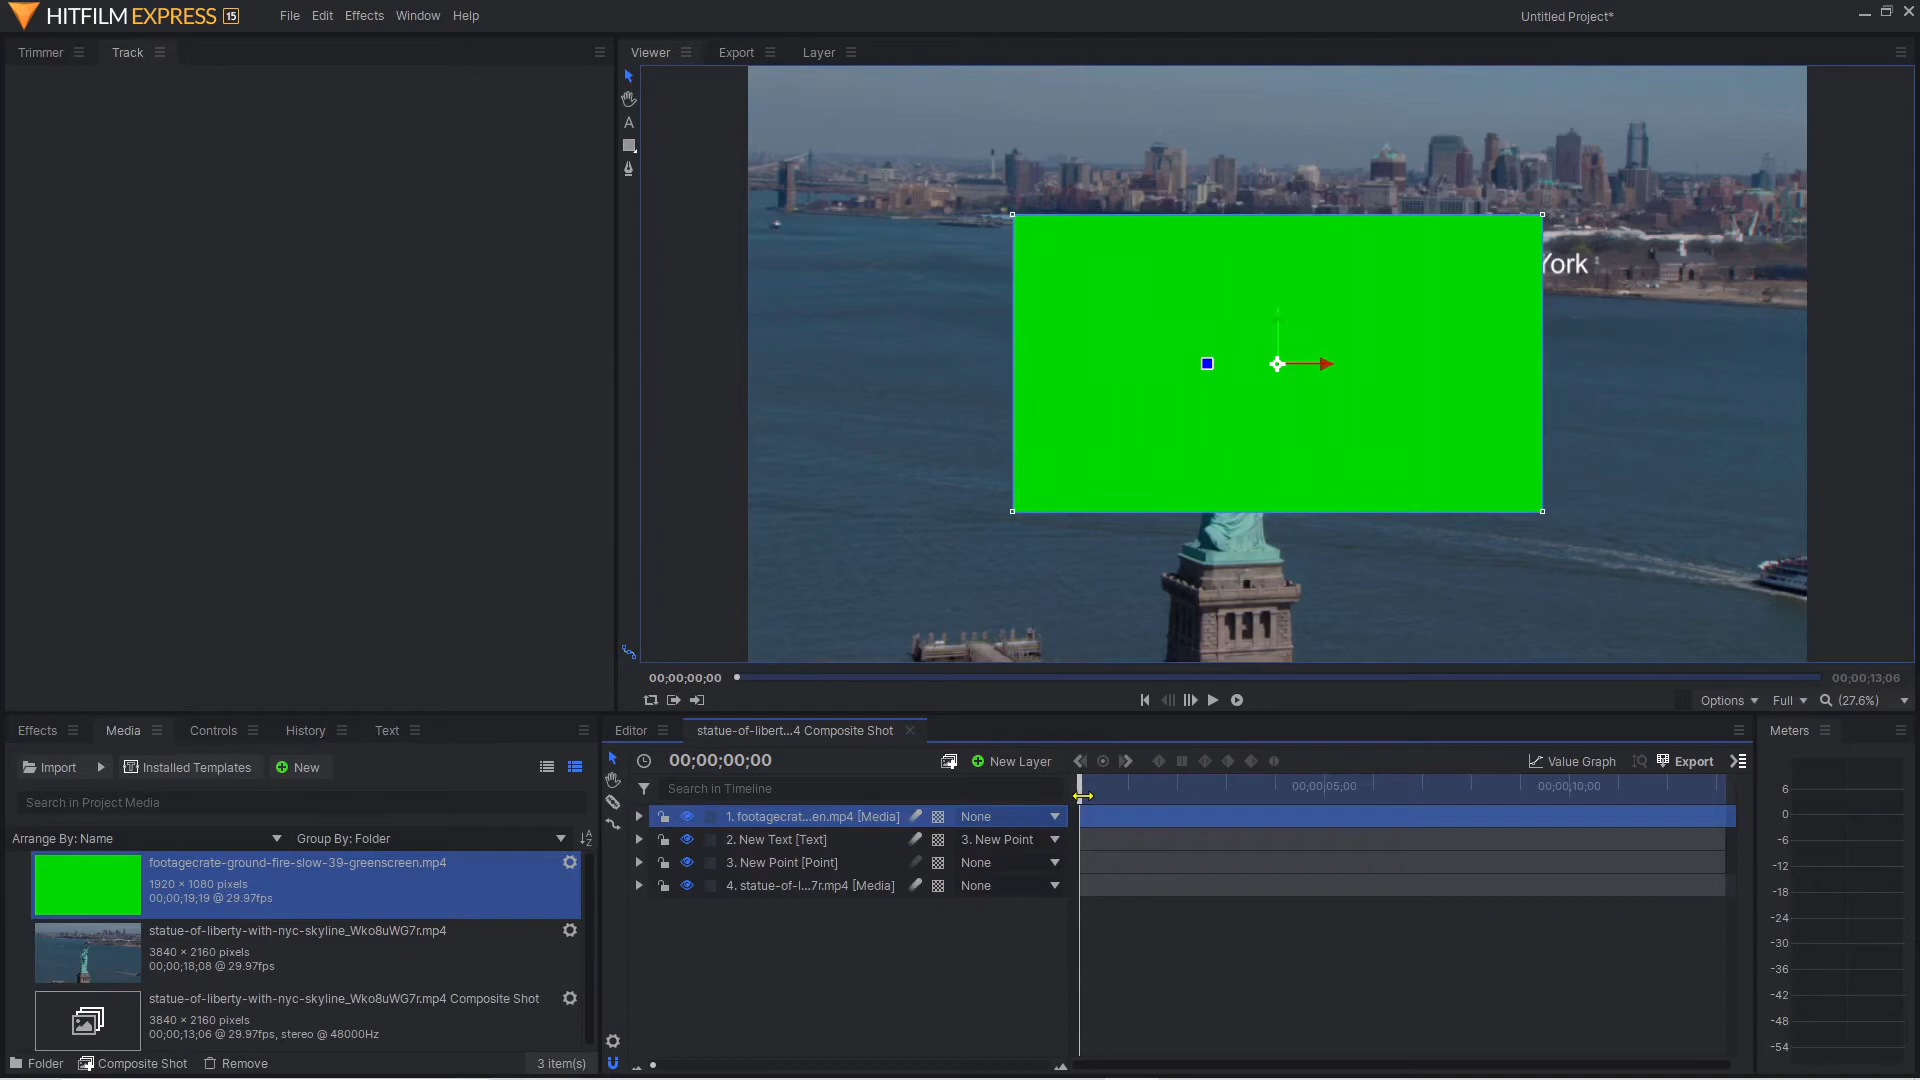 HITFILM EXPRESS 15
File Edit Effects Window Help
Untitled Project*
Trimmer Track
Viewer Export Layer
York
00;00;00;00
00;00;13;06
Options Full (27.6%)
Effects Media Controls History Text
Import Installed Templates New
Search in Project Media
Arrange By: Name Group By: Folder
footagecrate-ground-fire-slow-39-greenscreen.mp4
1920 × 1080 pixels
00;00;19;19 @ 29.97fps
statue-of-liberty-with-nyc-skyline_Wko8uWG7r.mp4
3840 × 2160 pixels
00;00;18;08 @ 29.97fps
statue-of-liberty-with-nyc-skyline_Wko8uWG7r.mp4 Composite Shot
3840 × 2160 pixels
00;00;13;06 @ 29.97fps, stereo @ 48000Hz
Folder Composite Shot Remove 3 item(s)
Editor statue-of-libert...4 Composite Shot
00;00;00;00 New Layer Value Graph Export
Search in Timeline 00;00;05;00 00;00;10;00
1. footagecrat...en.mp4 [Media] None
2. New Text [Text] 3. New Point
3. New Point [Point] None
4. statue-of-l...7r.mp4 [Media] None
Meters
6
0
-6
-12
-18
-24
-30
-36
-42
-48
-54